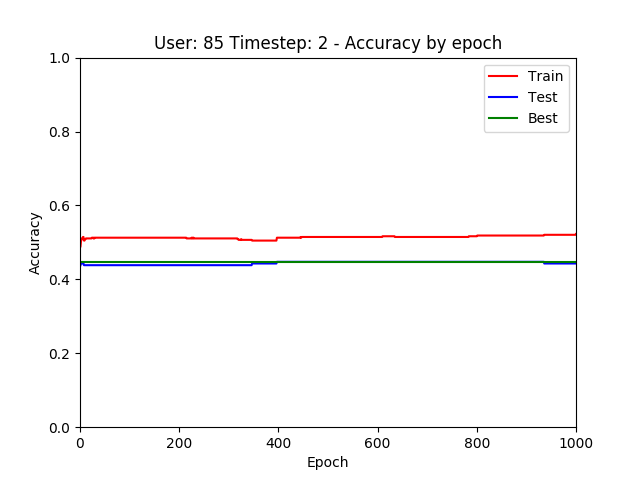 User: 85 Timestep: 2 - Accuracy by epoch
1.0
0.8
0.6
0.4
0.2
0.0
Accuracy
Train
Test
Best
0 200 400 600 800 1000
Epoch